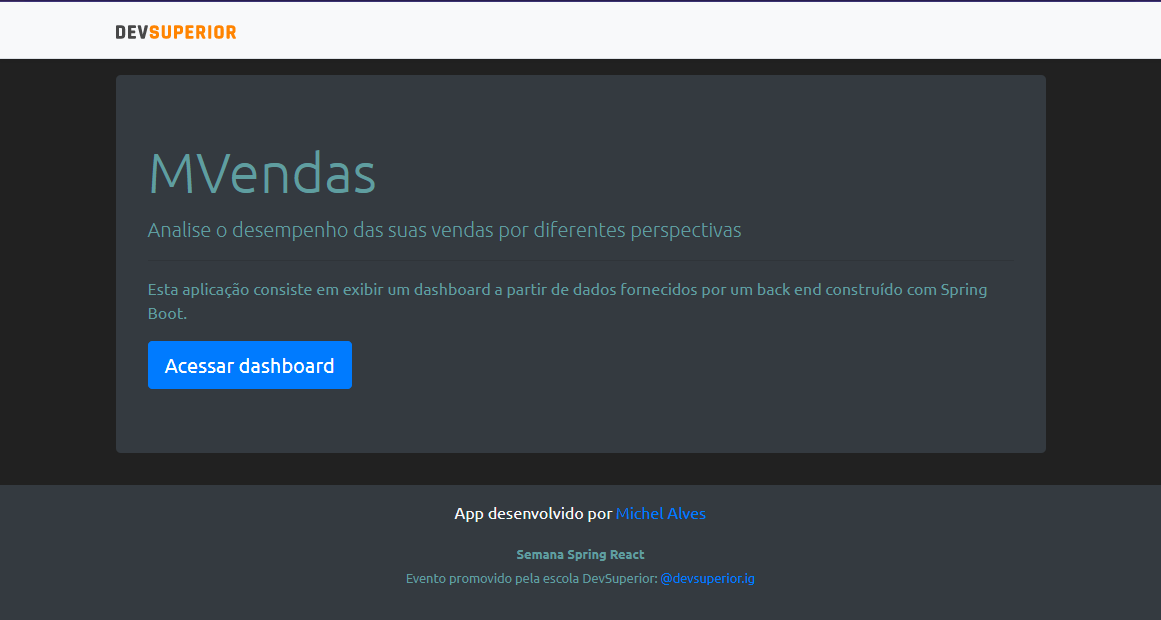 DEVSUPERIOR
MVendas
Analise o desempenho das suas vendas por diferentes perspectivas
Esta aplicação consiste em exibir um dashboard a partir de dados fornecidos por um back end construído com Spring
Boot.
Acessar dashboard
App desenvolvido por Michel Alves
Semana Spring React
Evento promovido pela escola DevSuperior: @devsuperior.ig